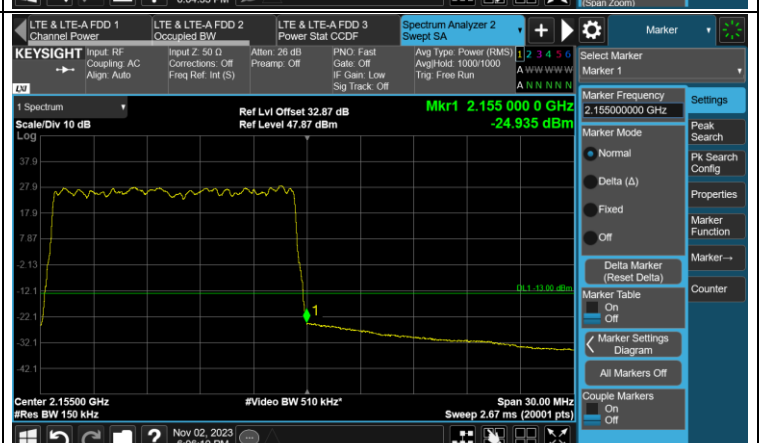 (Span Zoom)
LTE & LTE-A FDD 1
Channel Power
LTE & LTE-A FDD 2
Occupied BW
LTE & LTE-A FDD 3
Power Stat CCDF
Spectrum Analyzer 2
Swept SA
+
Marker
KEYSIGHT
Input: RF
Coupling: AC
Align: Auto
Input Z: 50 Ω
Corrections: Off
Freq Ref: Int (S)
Atten: 26 dB
Preamp: Off
PNO: Fast
Gate: Off
IF Gain: Low
Sig Track: Off
Avg Type: Power (RMS)
Avg|Hold: 1000/1000
Trig: Free Run
1 2 3 4 5 6
A W W W W W
A N N N N N
LXI
Select Marker
Marker 1
1 Spectrum
Scale/Div 10 dB
Log
Ref Lvl Offset 32.87 dB
Ref Level 47.87 dBm
Mkr1 2.155 000 0 GHz
-24.935 dBm
37.9
27.9
17.9
7.87
-2.13
-12.1
-22.1
-32.1
-42.1
DL1 -13.00 dBm
1
Center 2.15500 GHz
#Res BW 150 kHz
#Video BW 510 kHz*
Span 30.00 MHz
Sweep 2.67 ms (20001 pts)
Marker Frequency
2.155000000 GHz
Marker Mode
Normal
Delta (Δ)
Fixed
Off
Delta Marker
(Reset Delta)
Marker Table
On
Off
Marker Settings
Diagram
All Markers Off
Couple Markers
On
Off
Settings
Peak
Search
Pk Search
Config
Properties
Marker
Function
Marker→
Counter
?
Nov 02, 2023